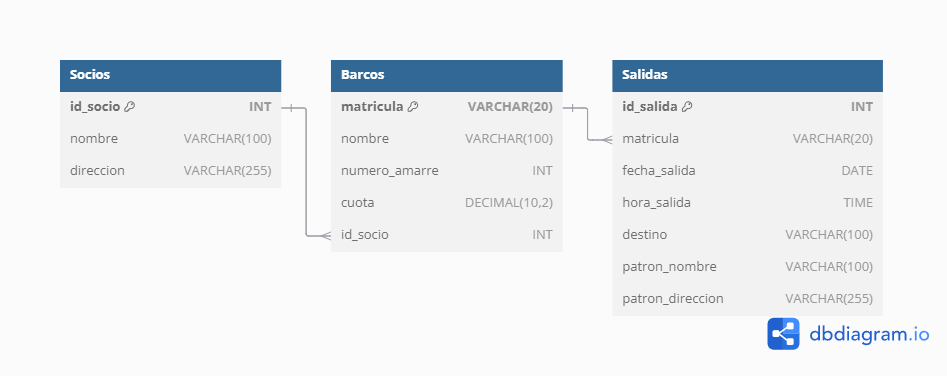 Socios
id_socio INT
nombre VARCHAR(100)
direccion VARCHAR(255)
Barcos
matricula VARCHAR(20)
nombre VARCHAR(100)
numero_amarre INT
cuota DECIMAL(10,2)
id_socio INT
Salidas
id_salida INT
matricula VARCHAR(20)
fecha_salida DATE
hora_salida TIME
destino VARCHAR(100)
patron_nombre VARCHAR(100)
patron_direccion VARCHAR(255)
dbdiagram.io